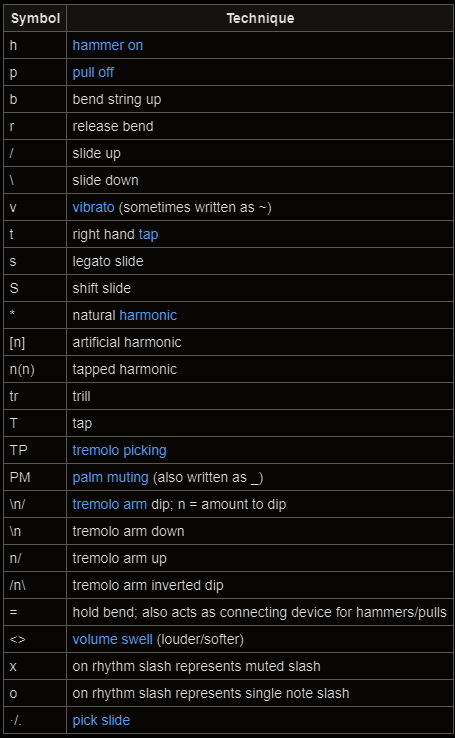 Symbol Technique
h hammer on
p pull off
b bend string up
r release bend
/ slide up
\ slide down
v vibrato (sometimes written as ~)
t right hand tap
s legato slide
S shift slide
* natural harmonic
[n] artificial harmonic
n(n) tapped harmonic
tr trill
T tap
TP tremolo picking
PM palm muting (also written as _)
\n/ tremolo arm dip; n = amount to dip
\n tremolo arm down
n/ tremolo arm up
/n\ tremolo arm inverted dip
= hold bend; also acts as connecting device for hammers/pulls
<> volume swell (louder/softer)
x on rhythm slash represents muted slash
o on rhythm slash represents single note slash
·/. pick slide